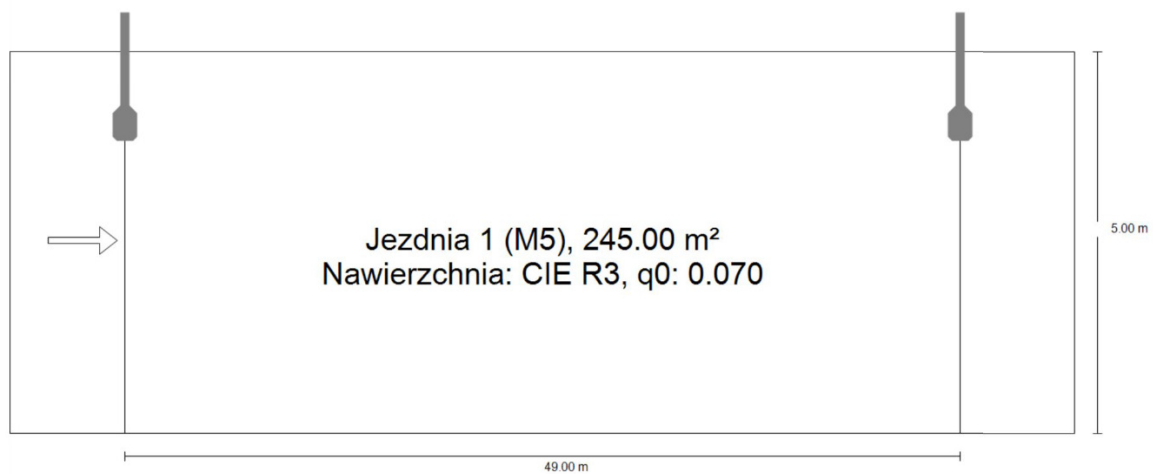 Jezdnia 1 (M5), 245.00 m²
Nawierzchnia: CIE R3, q0: 0.070
5.00 m
49.00 m